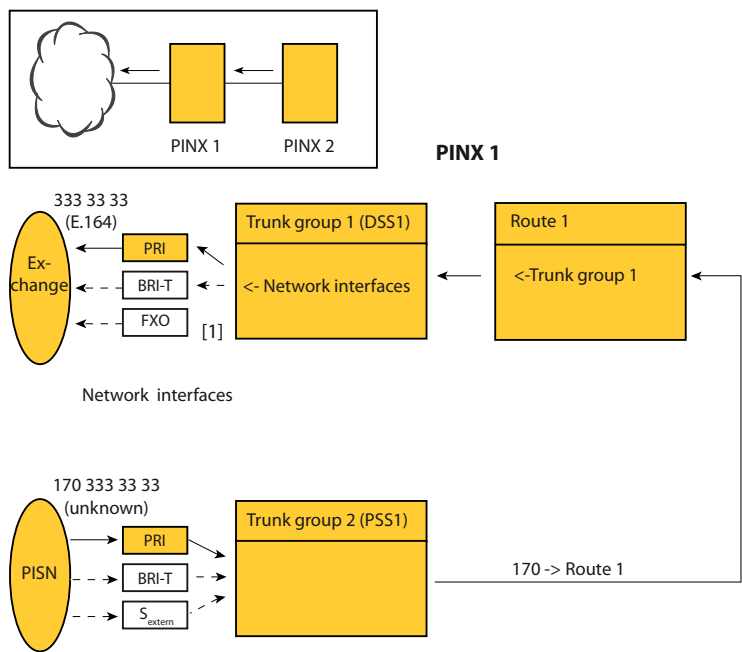 PINX 1
PINX 2
PINX 1
333 33 33
(E.164)
Ex-
change
PRI
BRI-T
FXO
[1]
Trunk group 1 (DSS1)
<- Network interfaces
Route 1
<-Trunk group 1
Network interfaces
170 333 33 33
(unknown)
PISN
PRI
BRI-T
Sextern
Trunk group 2 (PSS1)
170 -> Route 1